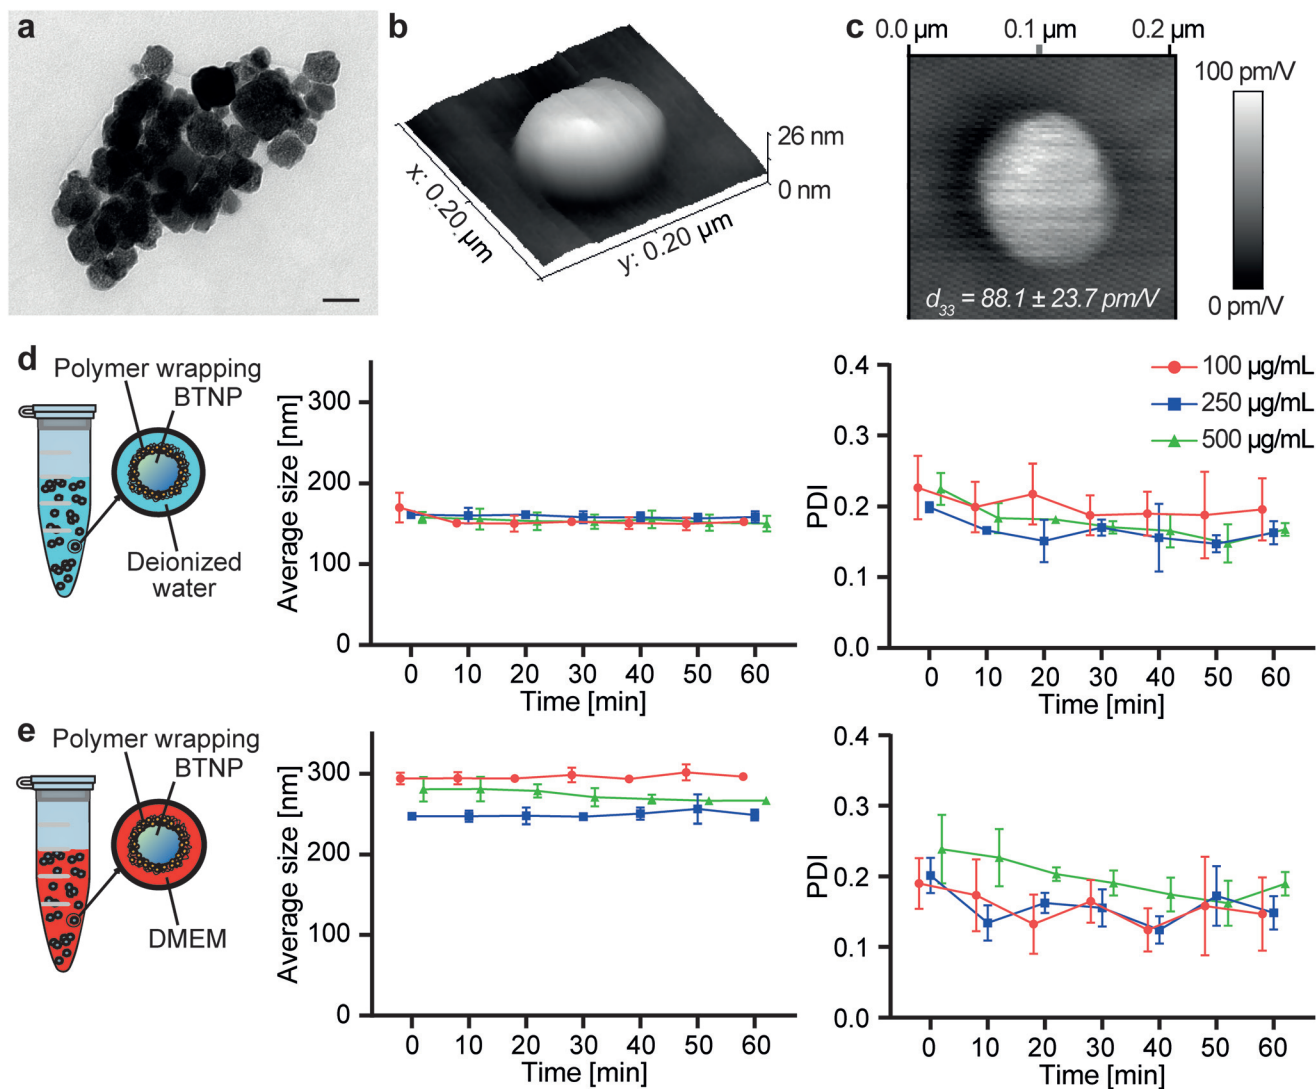 a
b
x: 0.20 µm
y: 0.20 µm
26 nm
0 nm
c
0.0 µm
0.1 µm
0.2 µm
d33 = 88.1 ± 23.7 pm/V
100 pm/V
0 pm/V
d
Polymer wrapping
BTNP
Deionized
water
Average size [nm]
300
200
100
0
0 10 20 30 40 50 60
Time [min]
PDI
0.4
0.3
0.2
0.1
0.0
0 10 20 30 40 50 60
Time [min]
100 µg/mL
250 µg/mL
500 µg/mL
e
Polymer wrapping
BTNP
DMEM
Average size [nm]
300
200
100
0
0 10 20 30 40 50 60
Time [min]
PDI
0.4
0.3
0.2
0.1
0.0
0 10 20 30 40 50 60
Time [min]